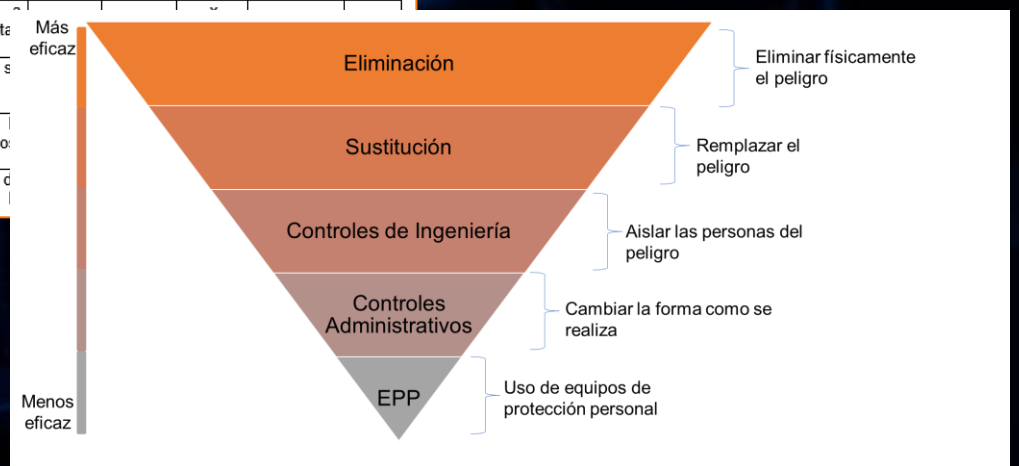 Más
eficaz
Eliminación
Eliminar físicamente
el peligro
Sustitución
Remplazar el
peligro
Controles de Ingeniería
Aislar las personas del
peligro
Controles
Administrativos
Cambiar la forma como se
realiza
EPP
Uso de equipos de
protección personal
Menos
eficaz